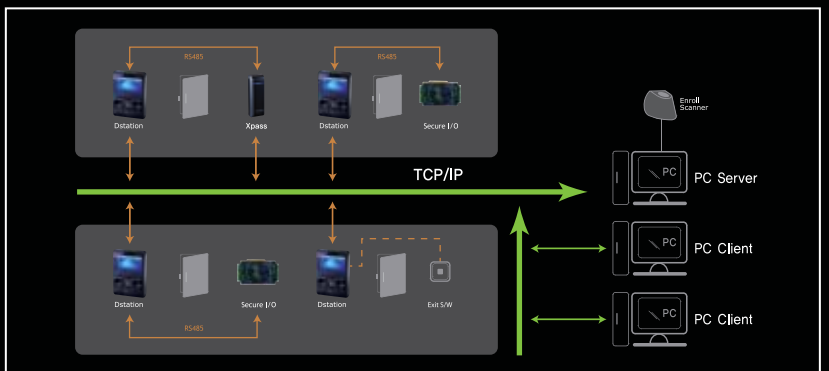 RS485
RS485
Dstation
Xpass
Dstation
Secure I/O
Enroll
Scanner
TCP/IP
PC
PC Server
PC
PC Client
Dstation
Secure I/O
Dstation
Exit S/W
RS485
PC
PC Client